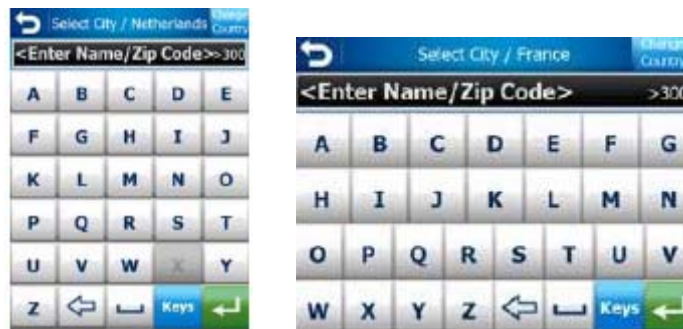 Select City / Netherlands
Change Country
<Enter Name/Zip Code>
>300
A B C D E
F G H I J
K L M N O
P Q R S T
U V W X Y
Z Keys
Select City / France
Change Country
<Enter Name/Zip Code>
>300
A B C D E F G
H I J K L M N
O P Q R S T U V
W X Y Z Keys